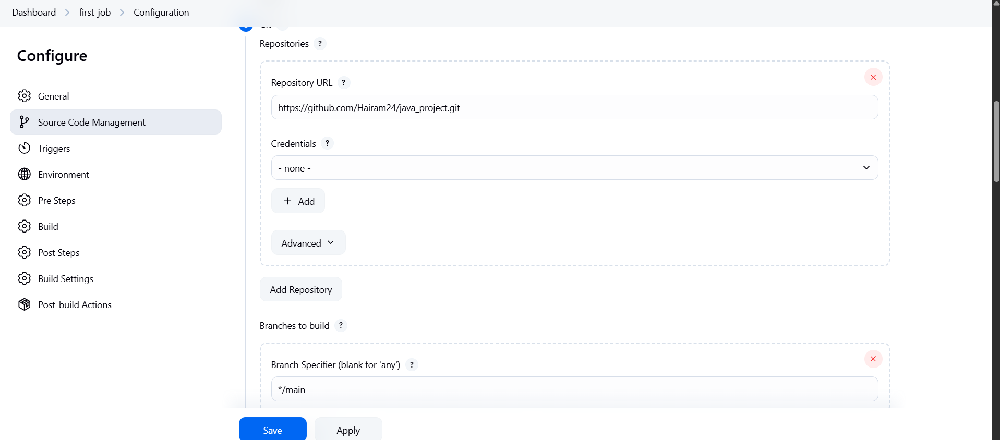 Dashboard > first-job > Configuration
Configure
General
Source Code Management
Triggers
Environment
Pre Steps
Build
Post Steps
Build Settings
Post-build Actions
Repositories ?
Repository URL ?
https://github.com/Hairam24/java_project.git
Credentials ?
- none -
+ Add
Advanced
Add Repository
Branches to build ?
Branch Specifier (blank for 'any') ?
*/main
Save
Apply